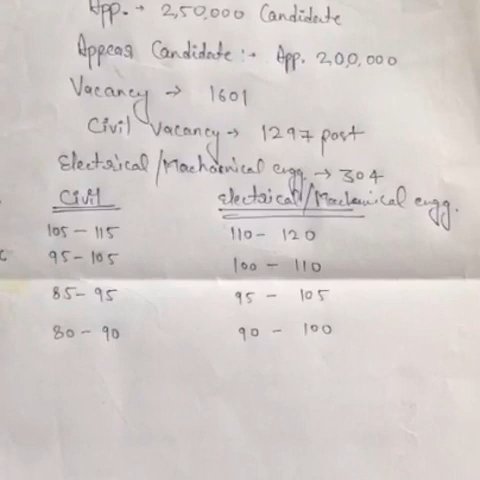 App. → 2,50,000 Candidate
Appear Candidate :→ App. 200,000
Vacancy → 1601
Civil Vacancy → 1297 post
Electrical / Machacnical engg. → 304
Civil Electrical / Machanical engg.
105 – 115 110 – 120
95 – 105 100 – 110
85 – 95 95 – 105
80 – 90 90 – 100